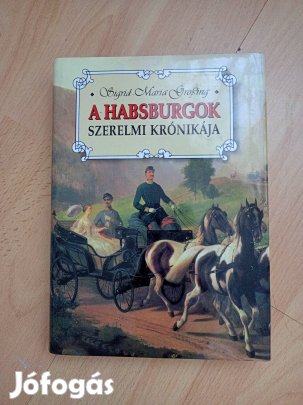 Sigrid Maria Größing
A HABSBURGOK
SZERELMI KRÓNIKÁJA
Jófogás